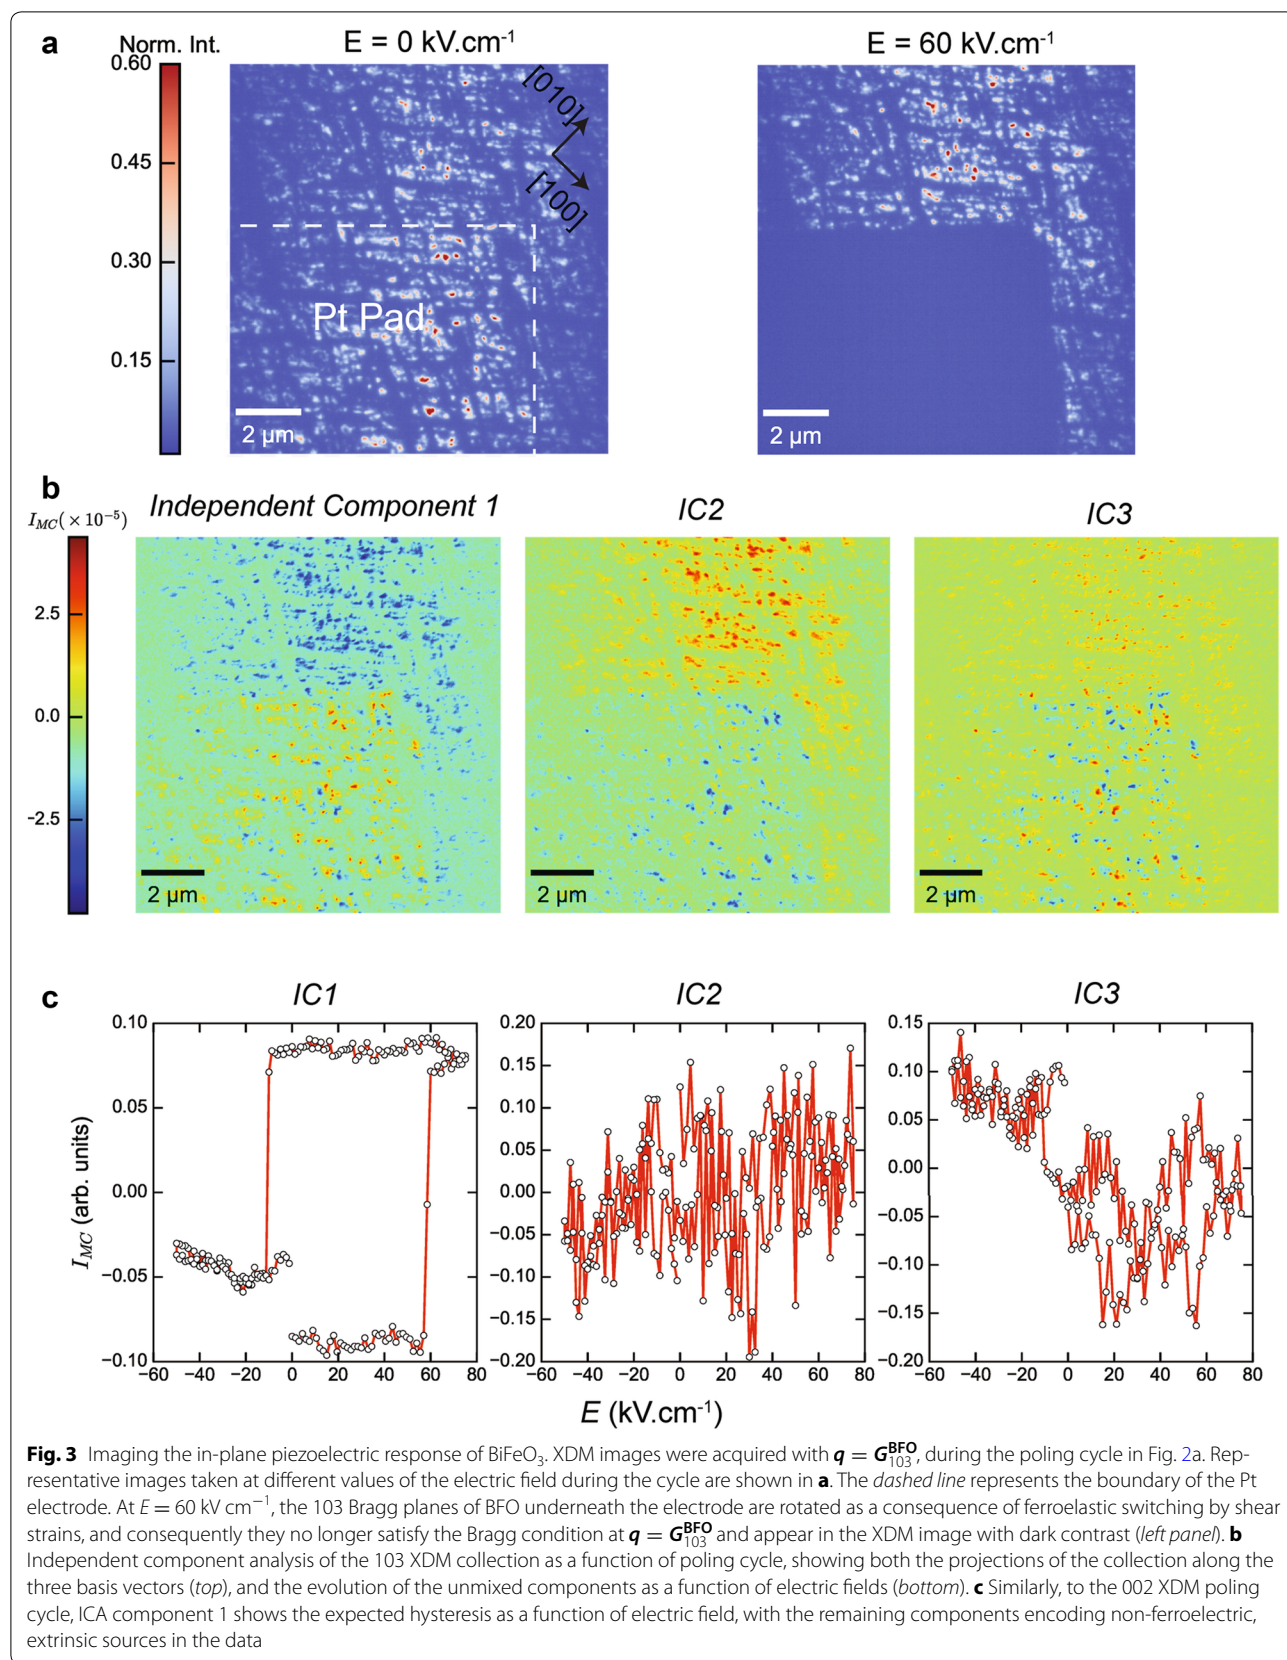 a
Norm. Int.
E = 0 kV.cm⁻¹
E = 60 kV.cm⁻¹
0.60
0.45
0.30
0.15
[010]
[100]
Pt Pad
2 µm
2 µm
b
I_MC(×10⁻⁵)
Independent Component 1
IC2
IC3
2.5
0.0
−2.5
2 µm
2 µm
2 µm
c
IC1
IC2
IC3
I_MC (arb. units)
0.10
0.05
0.00
−0.05
−0.10
−60 −40 −20 0 20 40 60 80
0.20
0.15
0.10
0.05
0.00
−0.05
−0.10
−0.15
−0.20
−60 −40 −20 0 20 40 60 80
0.15
0.10
0.05
0.00
−0.05
−0.10
−0.15
−0.20
−60 −40 −20 0 20 40 60 80
E (kV.cm⁻¹)
Fig. 3 Imaging the in-plane piezoelectric response of BiFeO₃. XDM images were acquired with q = G₁₀₃^BFO, during the poling cycle in Fig. 2a. Rep-
resentative images taken at different values of the electric field during the cycle are shown in a. The dashed line represents the boundary of the Pt
electrode. At E = 60 kV cm⁻¹, the 103 Bragg planes of BFO underneath the electrode are rotated as a consequence of ferroelastic switching by shear
strains, and consequently they no longer satisfy the Bragg condition at q = G₁₀₃^BFO and appear in the XDM image with dark contrast (left panel). b
Independent component analysis of the 103 XDM collection as a function of poling cycle, showing both the projections of the collection along the
three basis vectors (top), and the evolution of the unmixed components as a function of electric fields (bottom). c Similarly, to the 002 XDM poling
cycle, ICA component 1 shows the expected hysteresis as a function of electric field, with the remaining components encoding non-ferroelectric,
extrinsic sources in the data